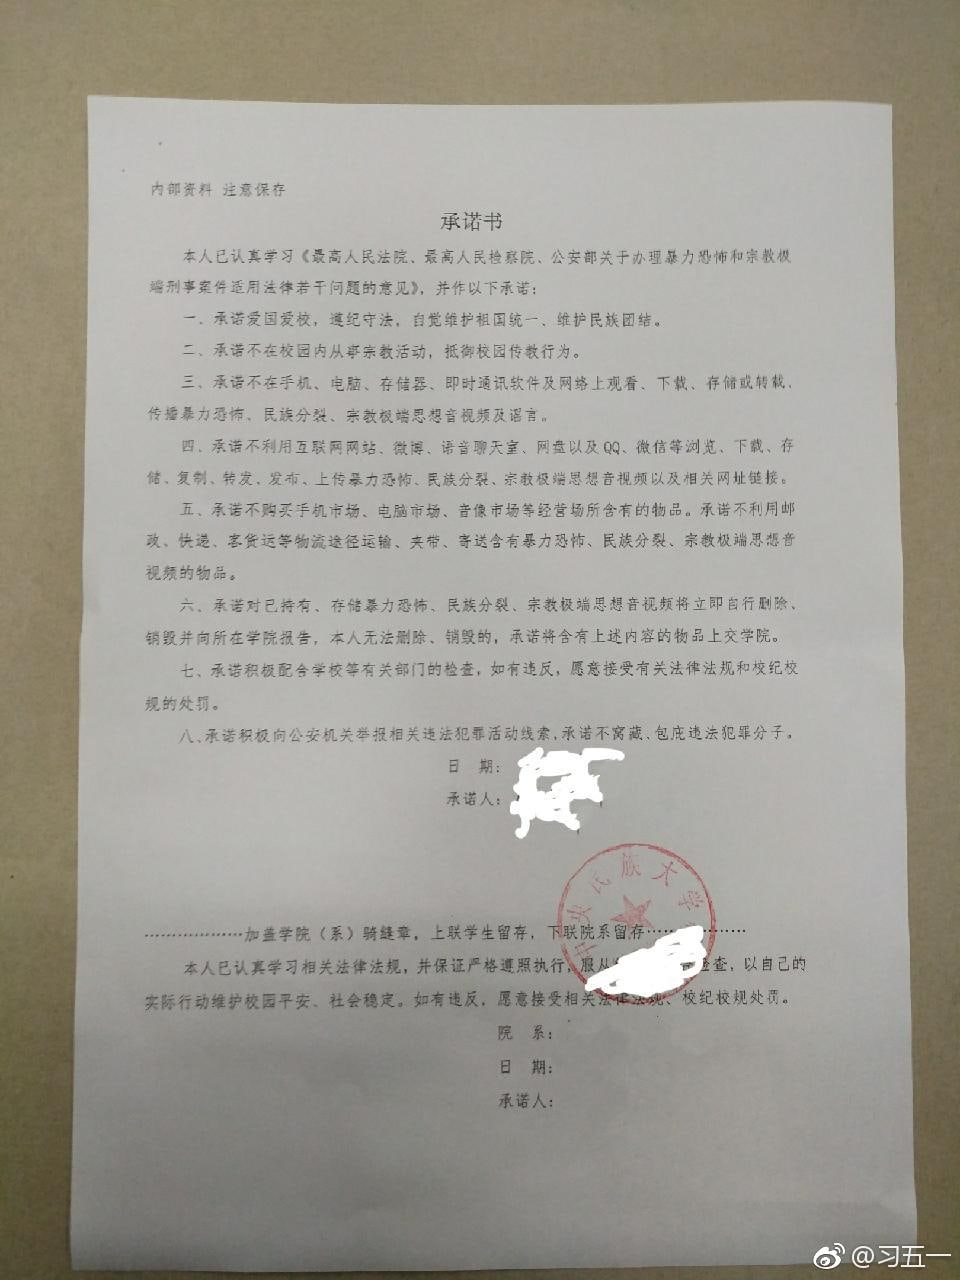 内部资料 注意保存
承诺书
本人已认真学习《最高人民法院、最高人民检察院、公安部关于办理暴力恐怖和宗教极
端刑事案件适用法律若干问题的意见》，并作以下承诺：
一、承诺爱国爱校，遵纪守法，自觉维护祖国统一、维护民族团结。
二、承诺不在校园内从事宗教活动，抵御校园传教行为。
三、承诺不在手机、电脑、存储器、即时通讯软件及网络上观看、下载、存储或转载、
传播暴力恐怖、民族分裂、宗教极端思想音视频及谣言。
四、承诺不利用互联网网站、微博、语音聊天室、网盘以及QQ、微信等浏览、下载、存
储、复制、转发、发布、上传暴力恐怖、民族分裂、宗教极端思想音视频以及相关网址链接。
五、承诺不购买手机市场、电脑市场、音像市场等经营场所含有的物品。承诺不利用邮
政、快递、客货运等物流途径运输、夹带、寄送含有暴力恐怖、民族分裂、宗教极端思想音
视频的物品。
六、承诺对已持有、存储暴力恐怖、民族分裂、宗教极端思想音视频将立即自行删除、
销毁并向所在学院报告，本人无法删除、销毁的，承诺将含有上述内容的物品上交学院。
七、承诺积极配合学校等有关部门的检查，如有违反，愿意接受有关法律法规和校纪校
规的处罚。
八、承诺积极向公安机关举报相关违法犯罪活动线索，承诺不窝藏、包庇违法犯罪分子。
日 期：
承诺人：
中央民族大学
………………加盖学院（系）骑缝章，上联学生留存，下联院系留存………………
本人已认真学习相关法律法规，并保证严格遵照执行，服从 检查，以自己的
实际行动维护校园平安、社会稳定。如有违反，愿意接受相关法律法规、校纪校规处罚。
院 系：
日 期：
承诺人：
@习五一